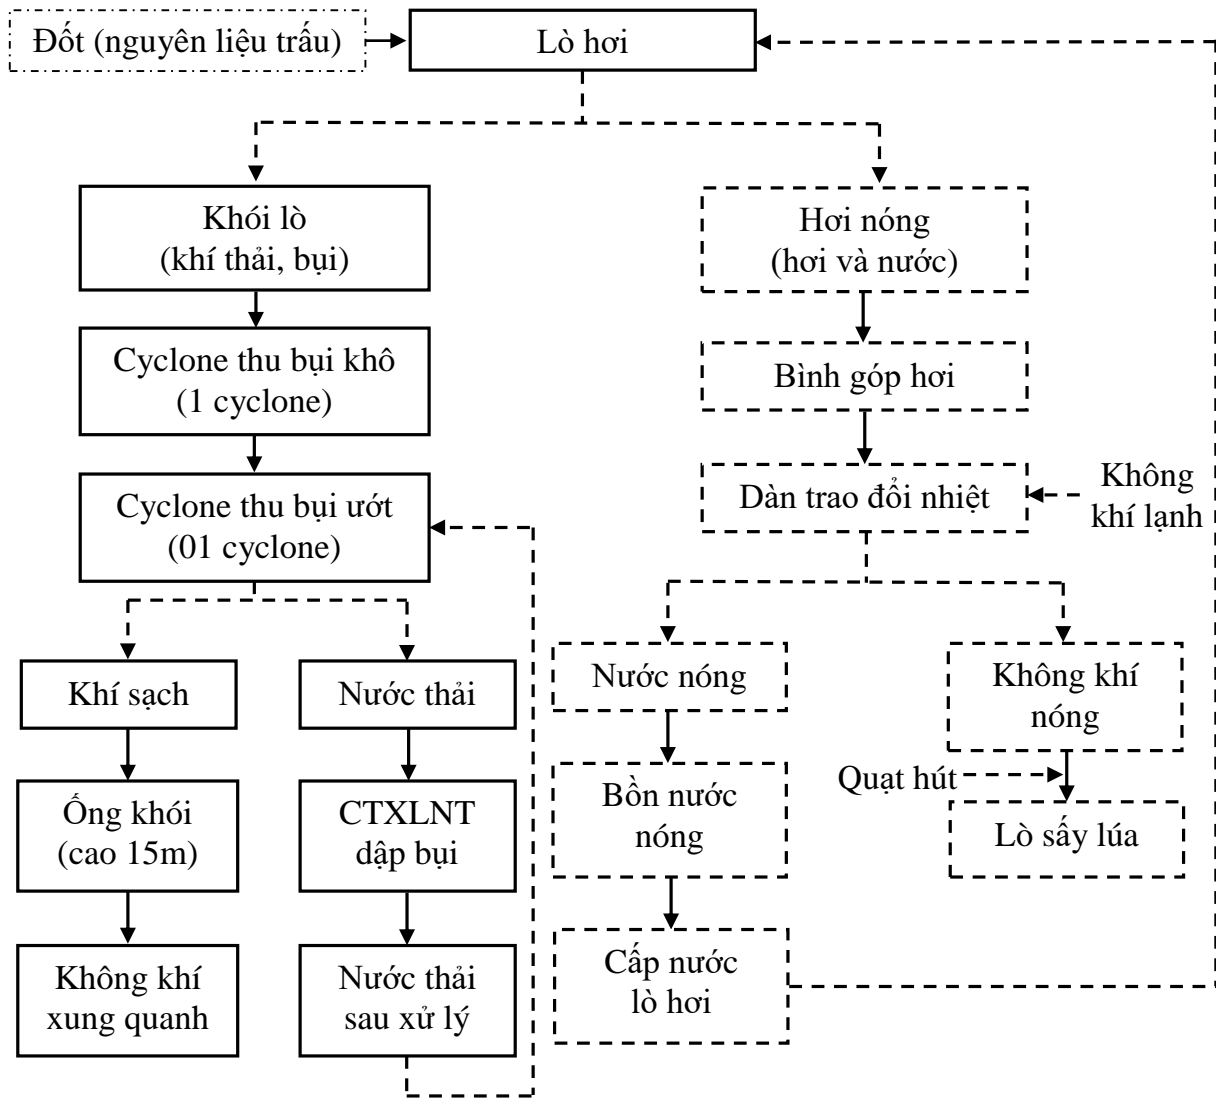 Đốt (nguyên liệu trấu)
Lò hơi
Khói lò
(khí thải, bụi)
Hơi nóng
(hơi và nước)
Cyclone thu bụi khô
(1 cyclone)
Bình góp hơi
Cyclone thu bụi ướt
(01 cyclone)
Dàn trao đổi nhiệt
Không
khí lạnh
Khí sạch
Nước thải
Nước nóng
Không khí
nóng
Ống khói
(cao 15m)
CTXLNT
dập bụi
Bồn nước
nóng
Quạt hút
Lò sấy lúa
Không khí
xung quanh
Nước thải
sau xử lý
Cấp nước
lò hơi